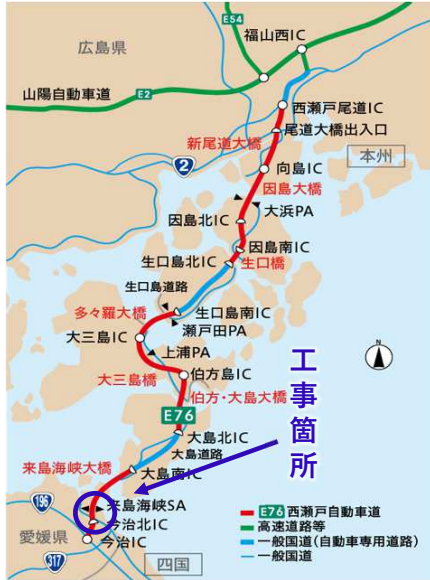 広島県
E54
福山西IC
山陽自動車道
E2
西瀬戸尾道IC
尾道大橋出入口
新尾道大橋
2
本州
向島IC
因島大橋
大浜PA
因島北IC
因島南IC
生口島北IC
生口橋
生口島道路
多々羅大橋
生口島南IC
瀬戸田PA
大三島IC
上浦PA
N
大三島橋
伯方島IC
伯方・大島大橋
工事箇所
E76
大島北IC
大島道路
来島海峡大橋
大島南IC
196
来島海峡SA
今治北IC
愛媛県
今治IC
317
四国
E76 西瀬戸自動車道
高速道路等
一般国道(自動車専用道路)
一般国道